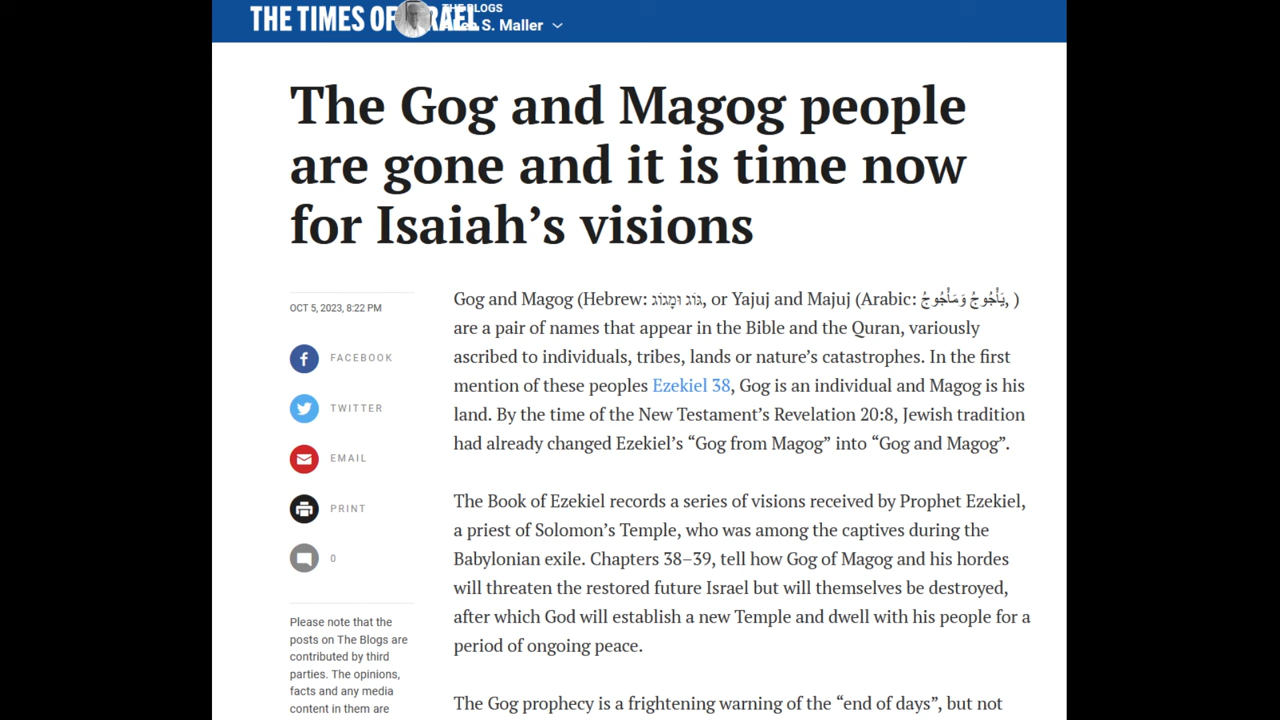 THE TIMES OF ISRAEL
THE BLOGS
Allen S. Maller
The Gog and Magog people
are gone and it is time now
for Isaiah’s visions
OCT 5, 2023, 8:22 PM
FACEBOOK
TWITTER
EMAIL
PRINT
0
Please note that the
posts on The Blogs are
contributed by third
parties. The opinions,
facts and any media
content in them are
Gog and Magog (Hebrew: גּוֹג וּמָגוֹג, or Yajuj and Majuj (Arabic: يَأْجُوجُ وَمَأْجُوجُ, )
are a pair of names that appear in the Bible and the Quran, variously
ascribed to individuals, tribes, lands or nature’s catastrophes. In the first
mention of these peoples Ezekiel 38, Gog is an individual and Magog is his
land. By the time of the New Testament’s Revelation 20:8, Jewish tradition
had already changed Ezekiel’s “Gog from Magog” into “Gog and Magog”.
The Book of Ezekiel records a series of visions received by Prophet Ezekiel,
a priest of Solomon’s Temple, who was among the captives during the
Babylonian exile. Chapters 38–39, tell how Gog of Magog and his hordes
will threaten the restored future Israel but will themselves be destroyed,
after which God will establish a new Temple and dwell with his people for a
period of ongoing peace.
The Gog prophecy is a frightening warning of the “end of days”, but not